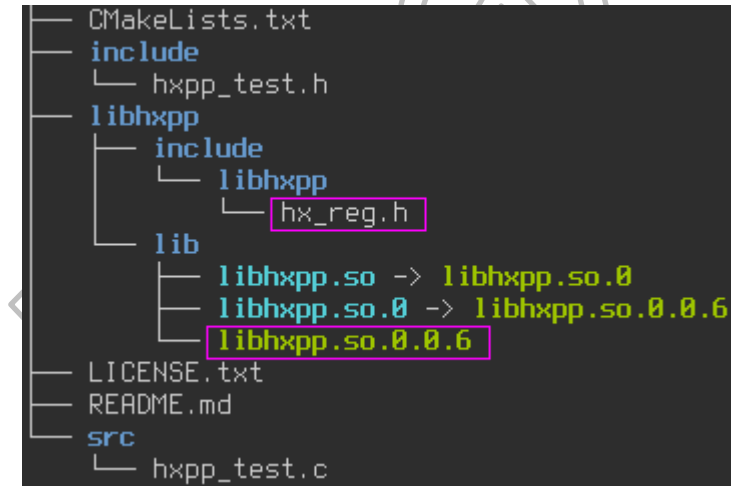 ├── CMakeLists.txt
├── include
│   └── hxpp_test.h
├── libhxpp
│   ├── include
│   │   └── libhxpp
│   │       └── hx_reg.h
│   └── lib
│       ├── libhxpp.so -> libhxpp.so.0
│       ├── libhxpp.so.0 -> libhxpp.so.0.0.6
│       └── libhxpp.so.0.0.6
├── LICENSE.txt
├── README.md
└── src
    └── hxpp_test.c